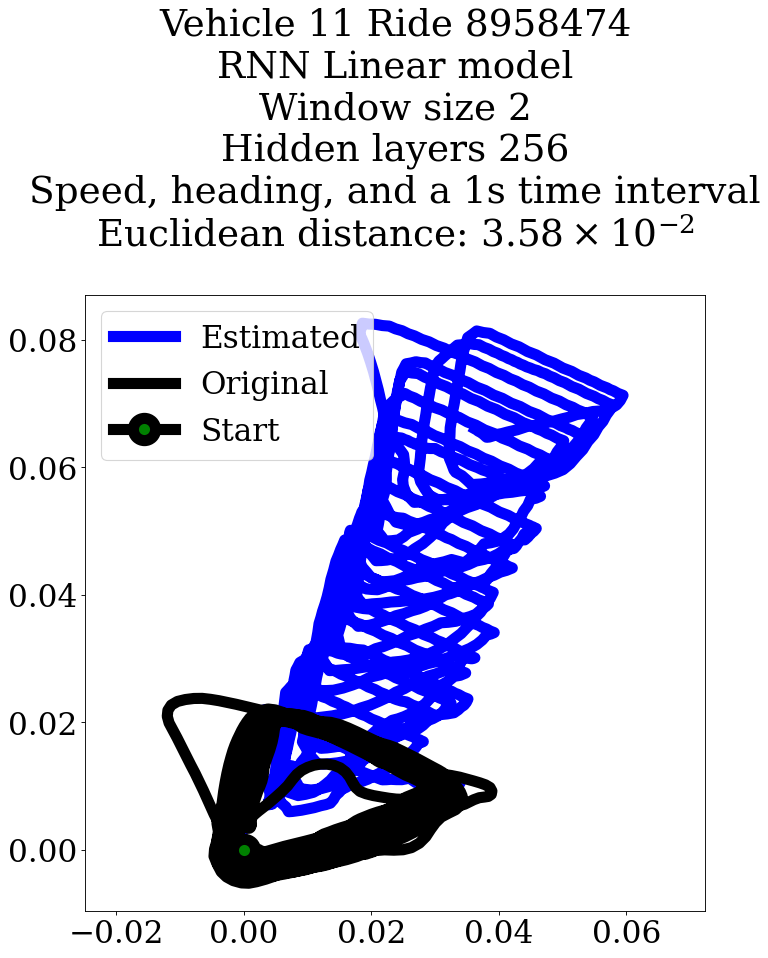 Vehicle 11 Ride 8958474
RNN Linear model
Window size 2
Hidden layers 256
Speed, heading, and a 1s time interval
Euclidean distance: 3.58 × 10⁻²
Estimated
Original
Start
0.08
0.06
0.04
0.02
0.00
−0.02 0.00 0.02 0.04 0.06